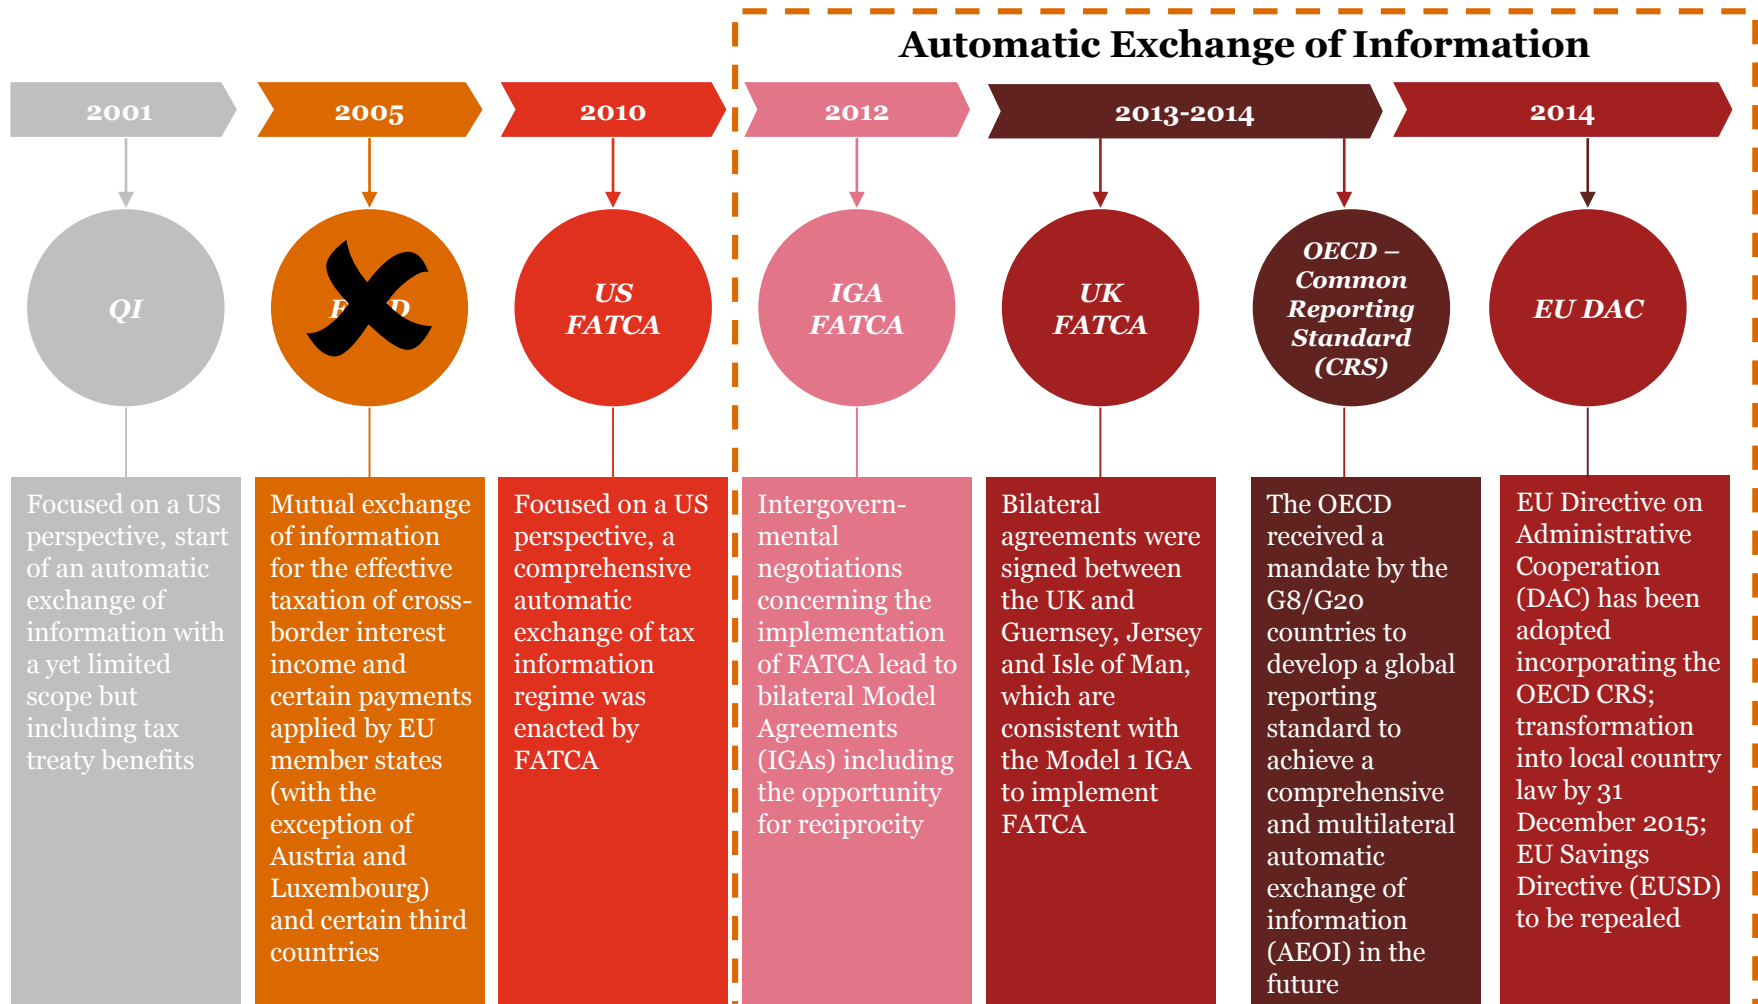 Automatic Exchange of Information
2001
2005
2010
2012
2013-2014
2014
QI
US
FATCA
IGA
FATCA
UK
FATCA
OECD –
Common
Reporting
Standard
(CRS)
EU DAC
Focused on a US
perspective, start
of an automatic
exchange of
information with
a yet limited
scope but
including tax
treaty benefits
Mutual exchange
of information
for the effective
taxation of cross-
border interest
income and
certain payments
applied by EU
member states
(with the
exception of
Austria and
Luxembourg)
and certain third
countries
Focused on a US
perspective, a
comprehensive
automatic
exchange of tax
information
regime was
enacted by
FATCA
Intergovern-
mental
negotiations
concerning the
implementation
of FATCA lead to
bilateral Model
Agreements
(IGAs) including
the opportunity
for reciprocity
Bilateral
agreements were
signed between
the UK and
Guernsey, Jersey
and Isle of Man,
which are
consistent with
the Model 1 IGA
to implement
FATCA
The OECD
received a
mandate by the
G8/G20
countries to
develop a global
reporting
standard to
achieve a
comprehensive
and multilateral
automatic
exchange of
information
(AEOI) in the
future
EU Directive on
Administrative
Cooperation
(DAC) has been
adopted
incorporating the
OECD CRS;
transformation
into local country
law by 31
December 2015;
EU Savings
Directive (EUSD)
to be repealed